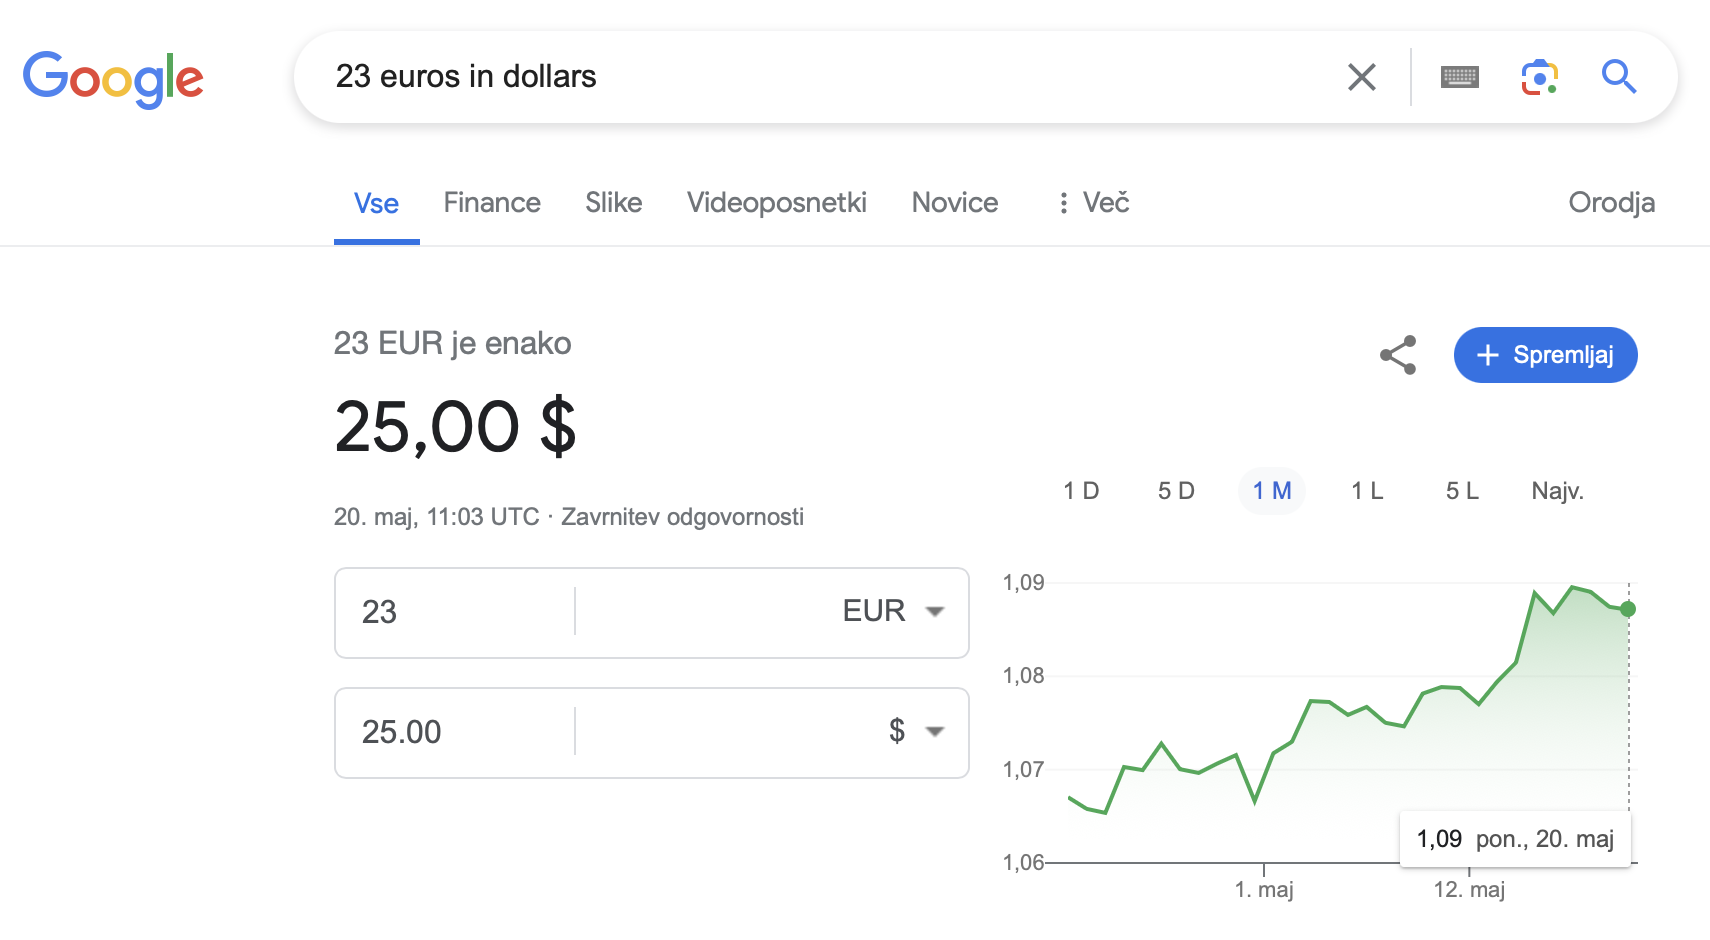 Google
23 euros in dollars
Vse Finance Slike Videoposnetki Novice Več Orodja
23 EUR je enako
Spremljaj
25,00 $
20. maj, 11:03 UTC · Zavrnitev odgovornosti
23 EUR
25.00 $
1 D 5 D 1 M 1 L 5 L Najv.
1,09
1,08
1,07
1,06
1,09 pon., 20. maj
1. maj 12. maj